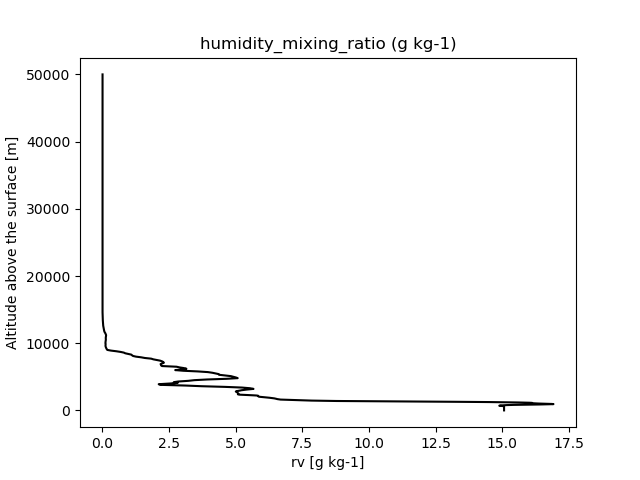 humidity_mixing_ratio (g kg-1)
Altitude above the surface [m]
50000
40000
30000
20000
10000
0
0.0 2.5 5.0 7.5 10.0 12.5 15.0 17.5
rv [g kg-1]